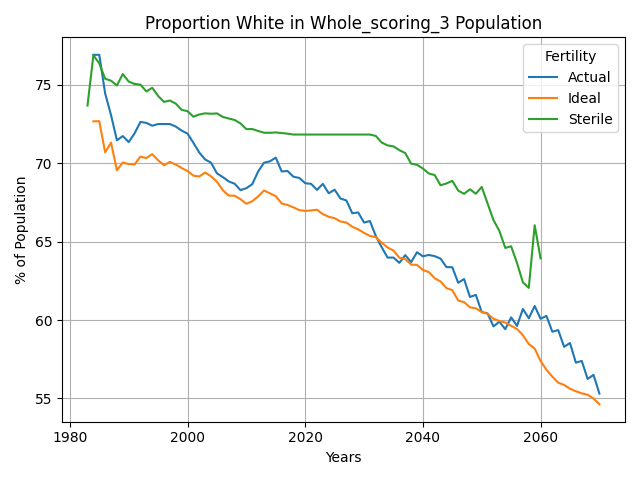 Proportion White in Whole_scoring_3 Population
Fertility
Actual
Ideal
Sterile
% of Population
75
70
65
60
55
1980
2000
2020
2040
2060
Years